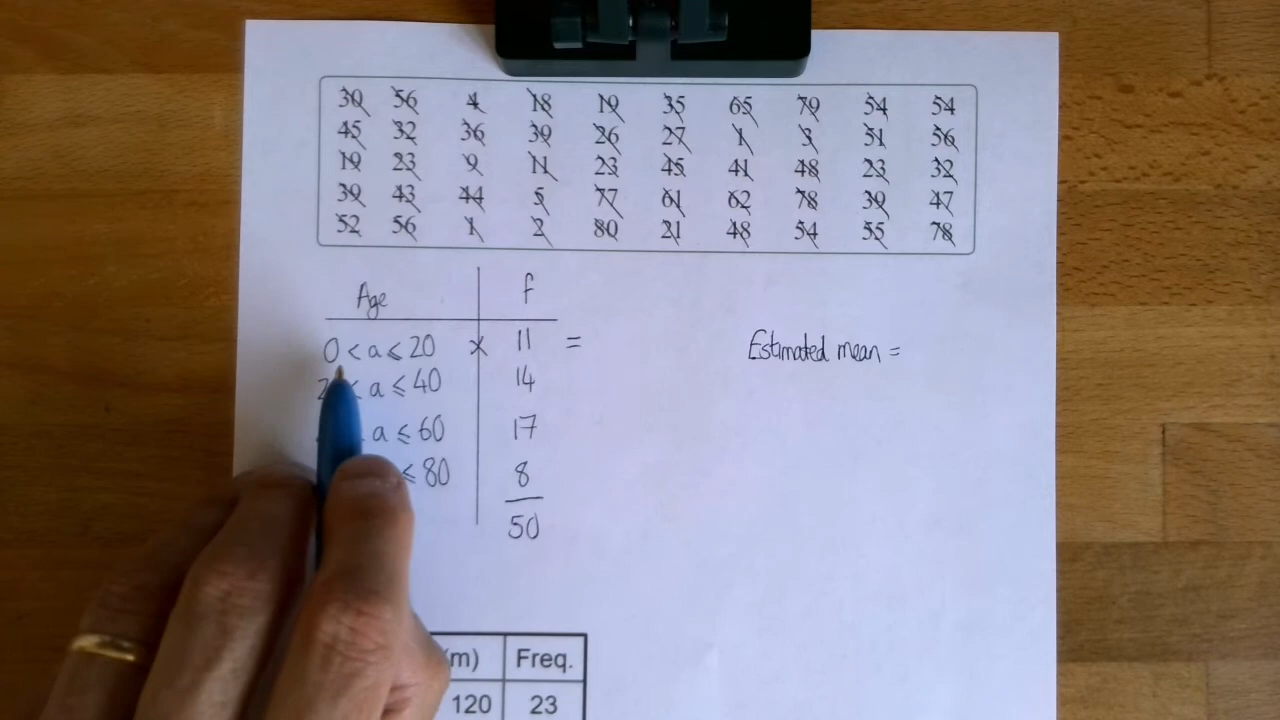 30 56 4 18 19 35 65 79 54 54
45 32 36 39 26 27 1 3 51 56
19 23 9 11 23 45 41 48 23 32
39 43 44 5 77 61 62 78 39 47
52 56 1 2 80 21 48 54 55 78
Age f
0 < a ≤ 20 × 11 =
2 < a ≤ 40 14
a ≤ 60 17
≤ 80 8
50
Estimated mean =
(m) Freq.
120 23